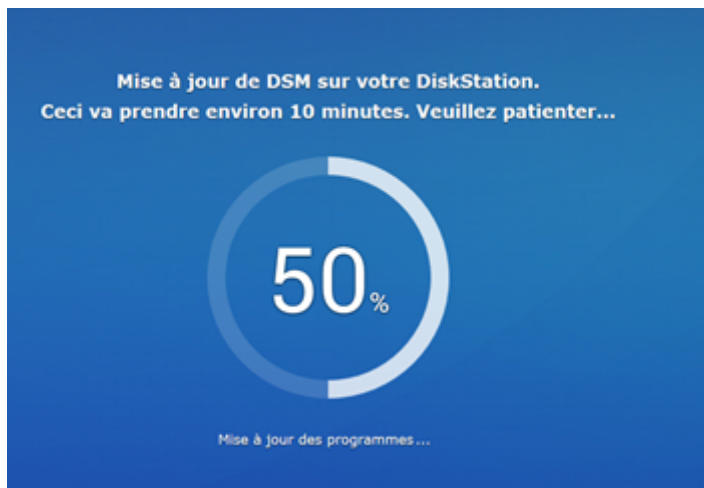 Mise à jour de DSM sur votre DiskStation.
Ceci va prendre environ 10 minutes. Veuillez patienter...
50%
Mise à jour des programmes...